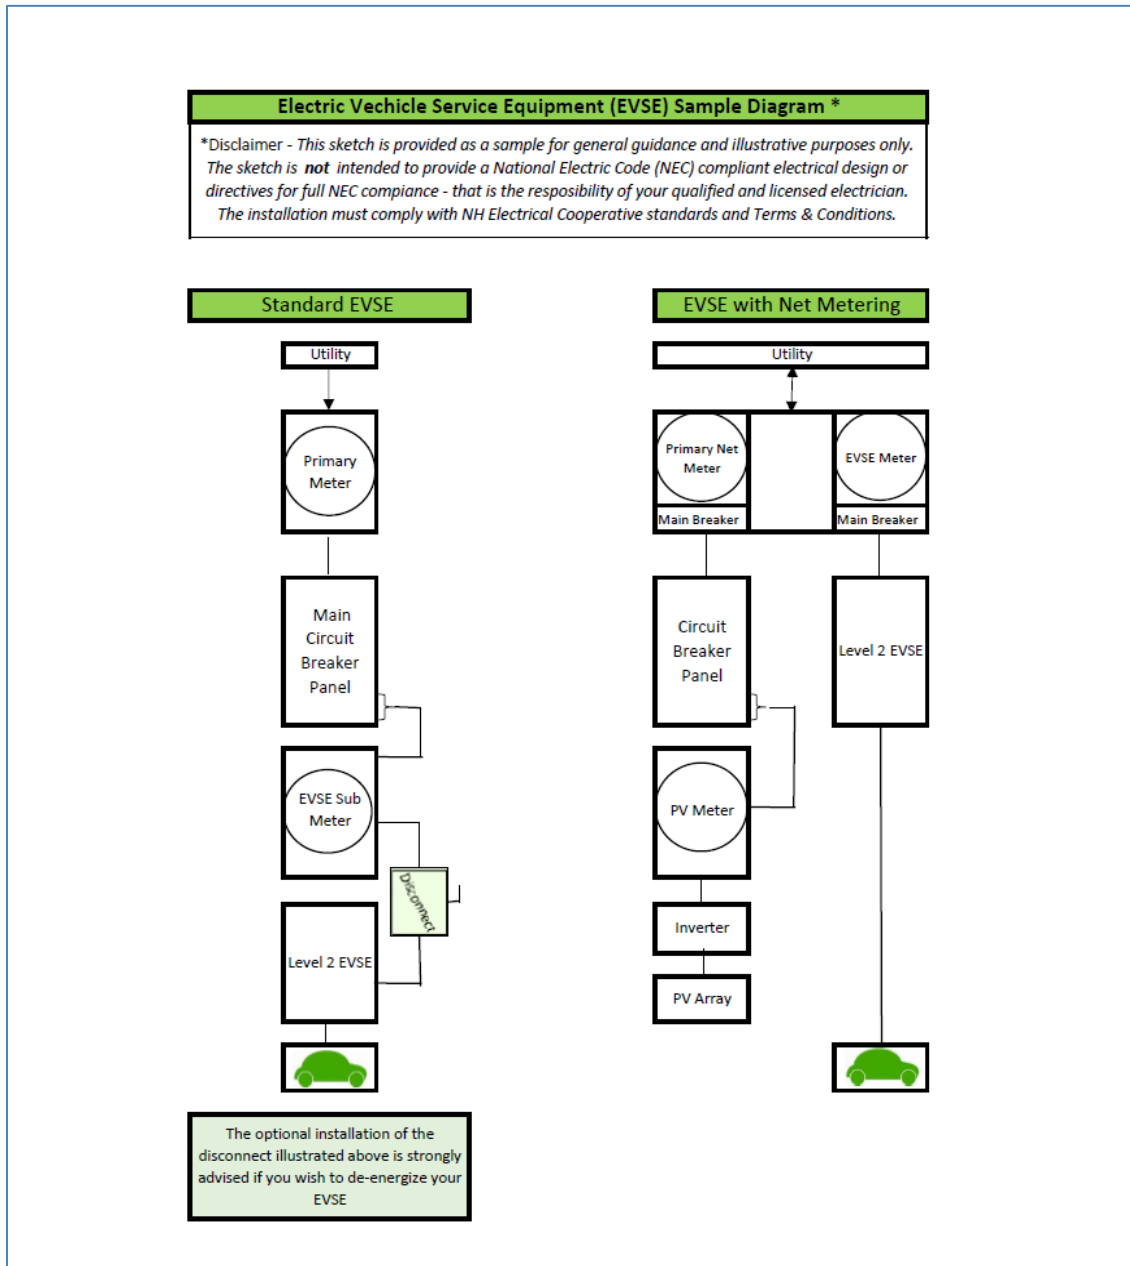 Electric Vechicle Service Equipment (EVSE) Sample Diagram *
*Disclaimer - This sketch is provided as a sample for general guidance and illustrative purposes only.
The sketch is not intended to provide a National Electric Code (NEC) compliant electrical design or
directives for full NEC compiance - that is the resposibility of your qualified and licensed electrician.
The installation must comply with NH Electrical Cooperative standards and Terms & Conditions.
Standard EVSE
Utility
Primary
Meter
Main
Circuit
Breaker
Panel
EVSE Sub
Meter
Disconnect
Level 2 EVSE
The optional installation of the
disconnect illustrated above is strongly
advised if you wish to de-energize your
EVSE
EVSE with Net Metering
Utility
Primary Net
Meter
Main Breaker
EVSE Meter
Main Breaker
Circuit
Breaker
Panel
Level 2 EVSE
PV Meter
Inverter
PV Array